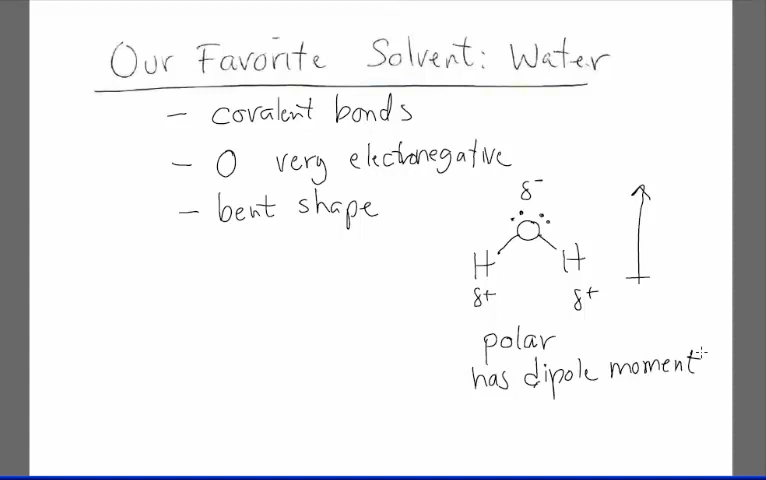 Our Favorite Solvent: Water
- covalent bonds
- O very electronegative
- bent shape
δ-
O
H H
δ+ δ+
polar
has dipole moment